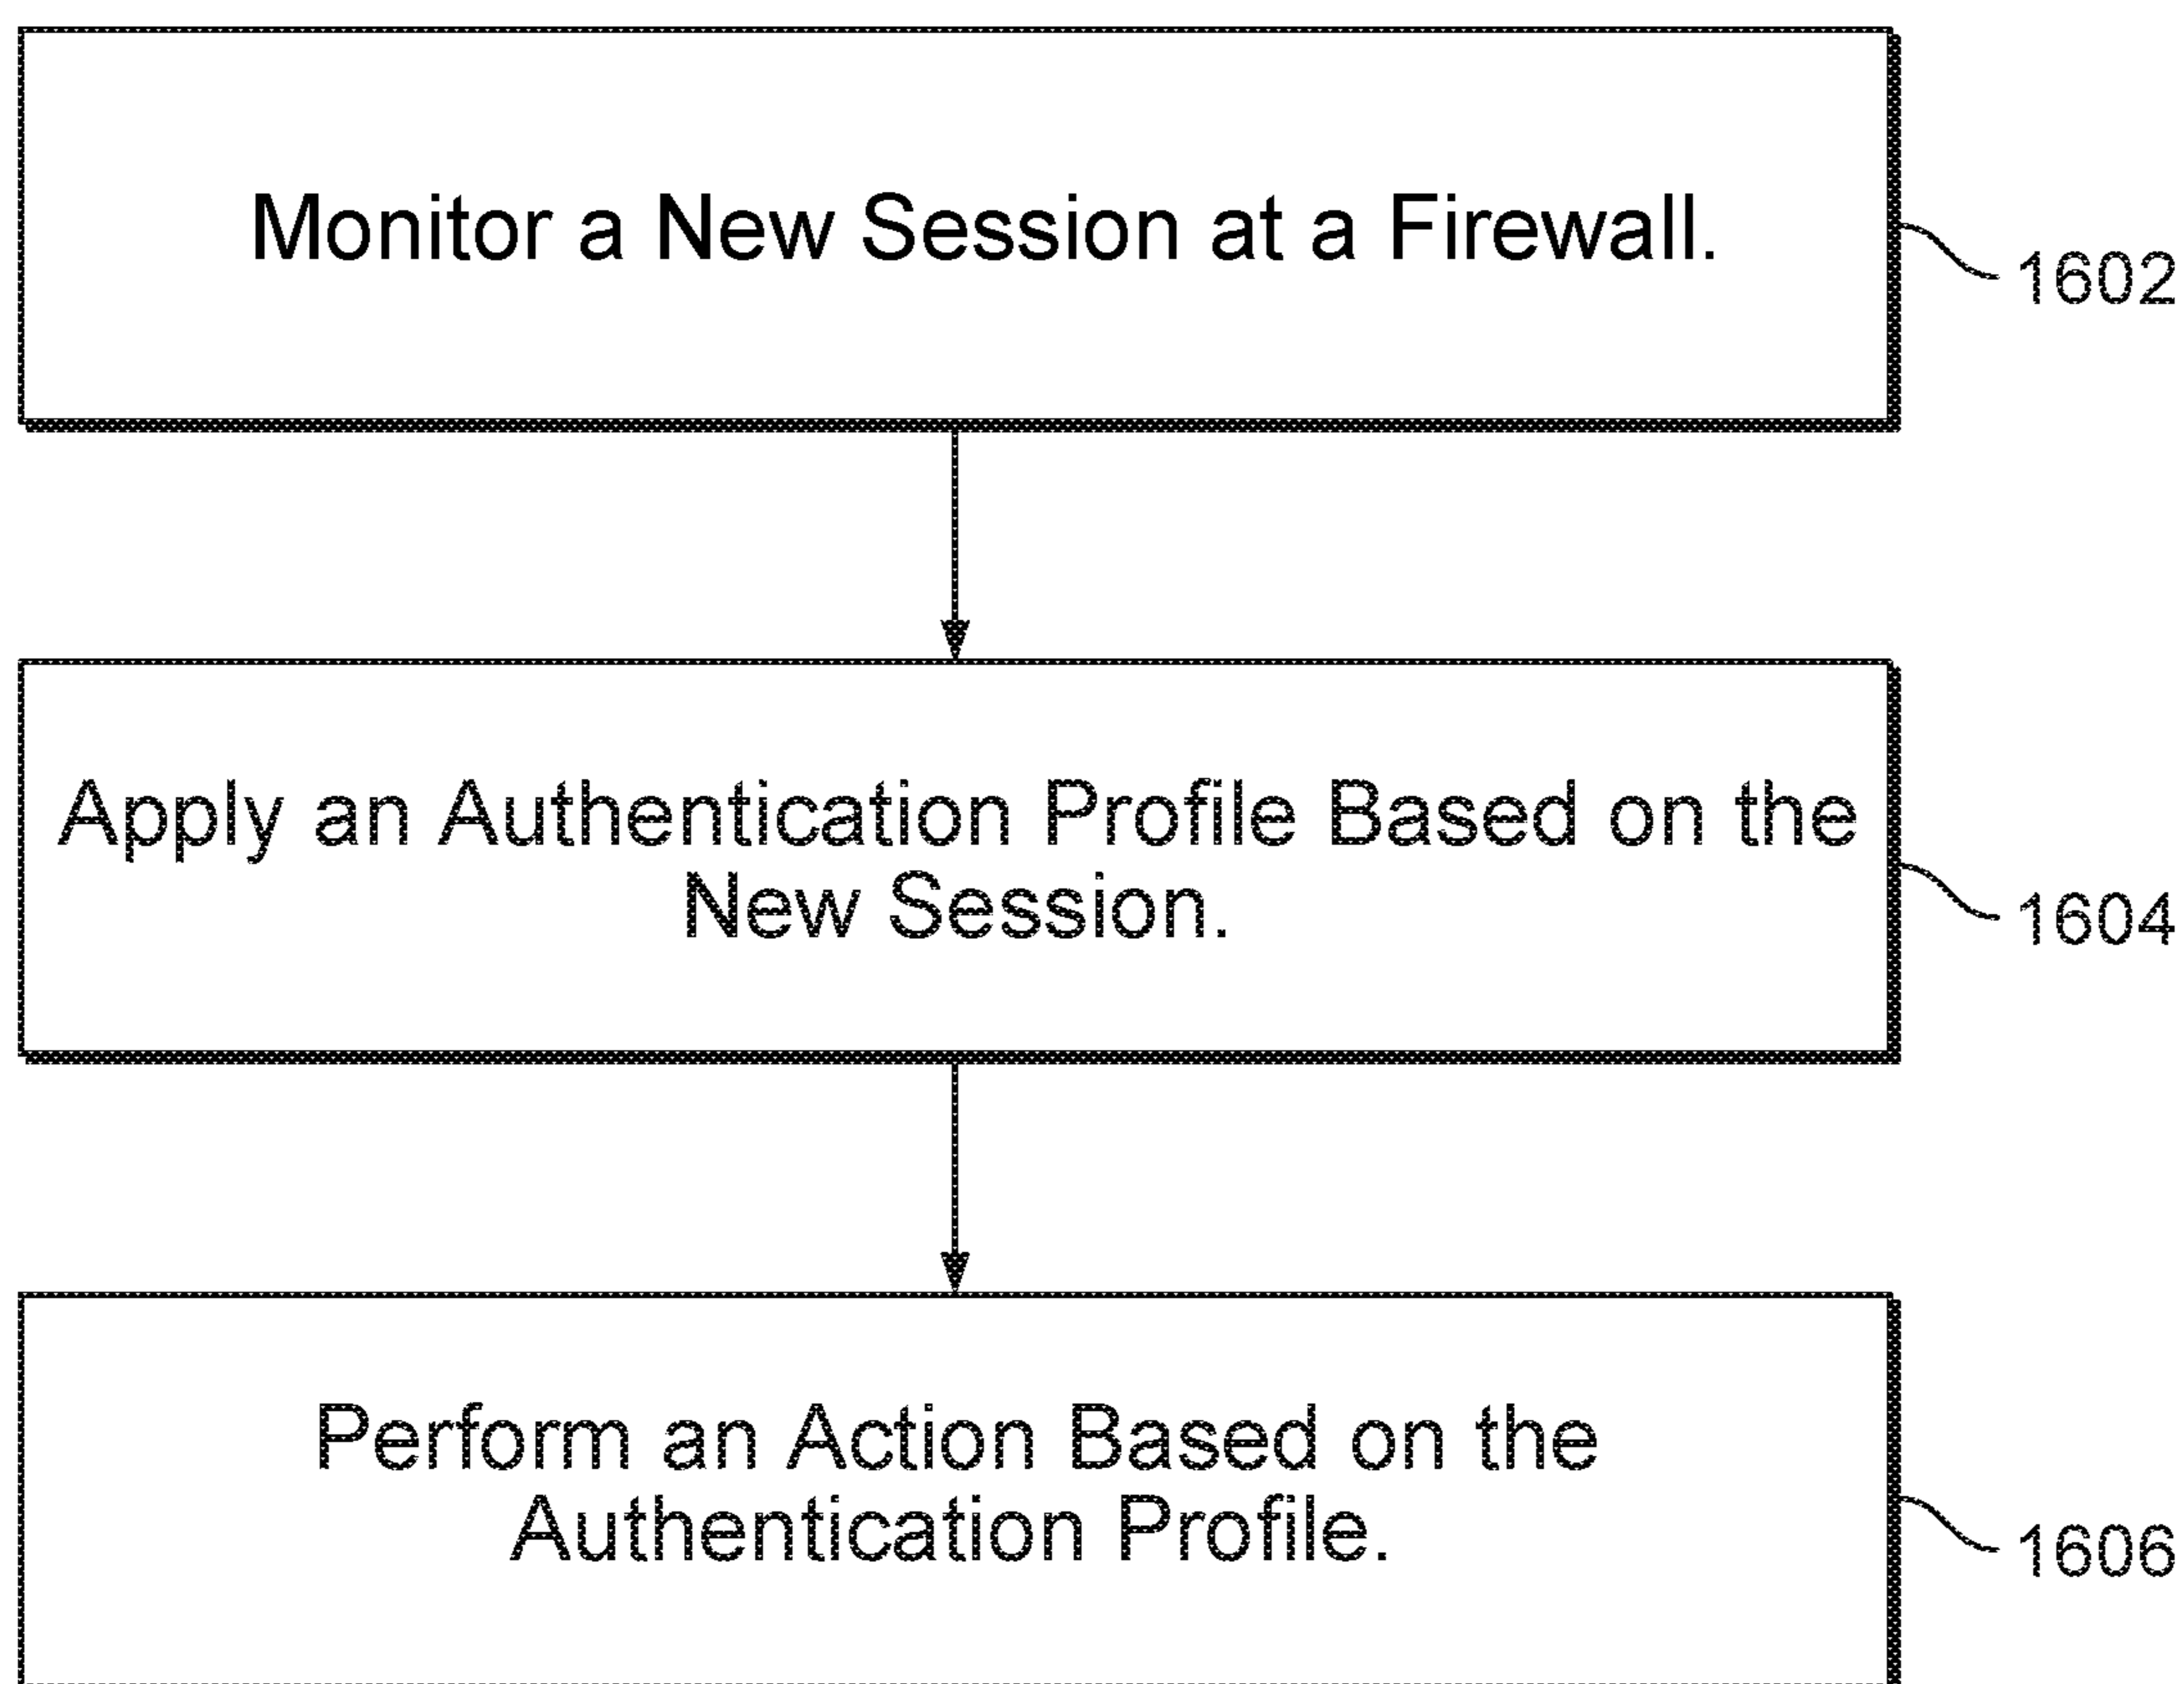 Monitor a New Session at a Firewall.
1602
Apply an Authentication Profile Based on the
New Session.
1604
Perform an Action Based on the
Authentication Profile.
1606